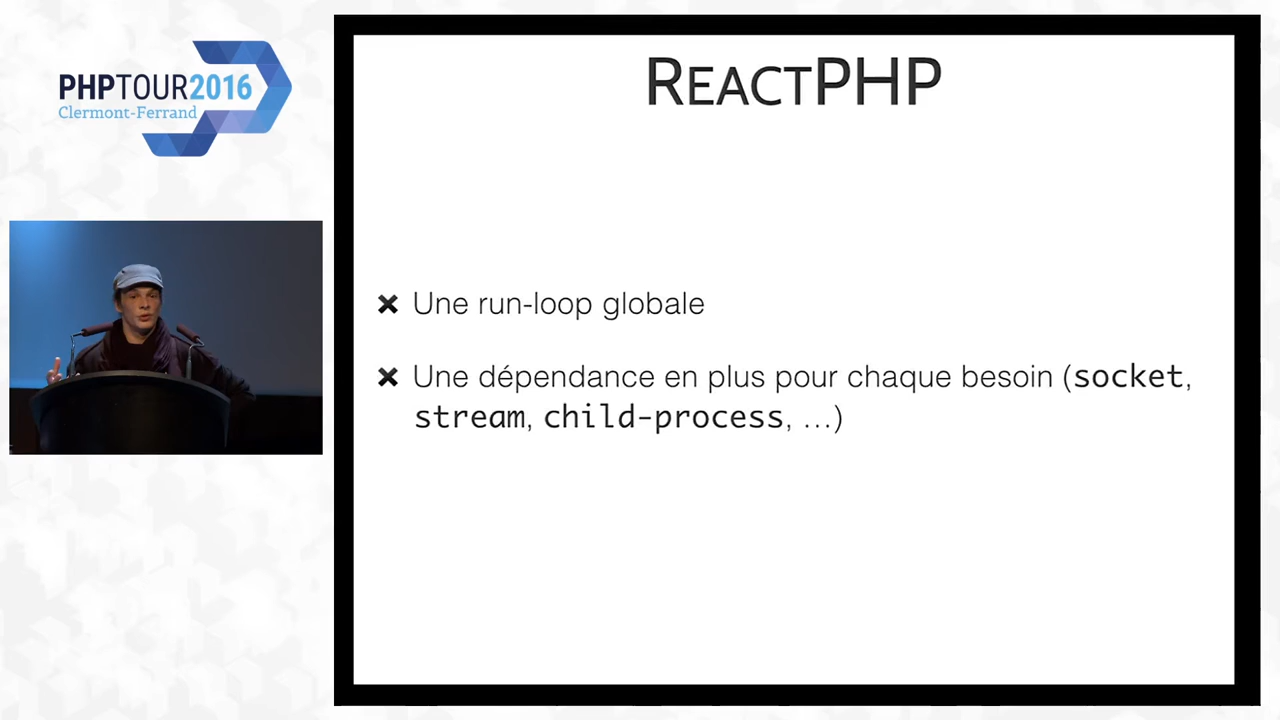 PHPTOUR2016
Clermont-Ferrand
REACTPHP
✖ Une run-loop globale
✖ Une dépendance en plus pour chaque besoin (socket,
stream, child-process, …)